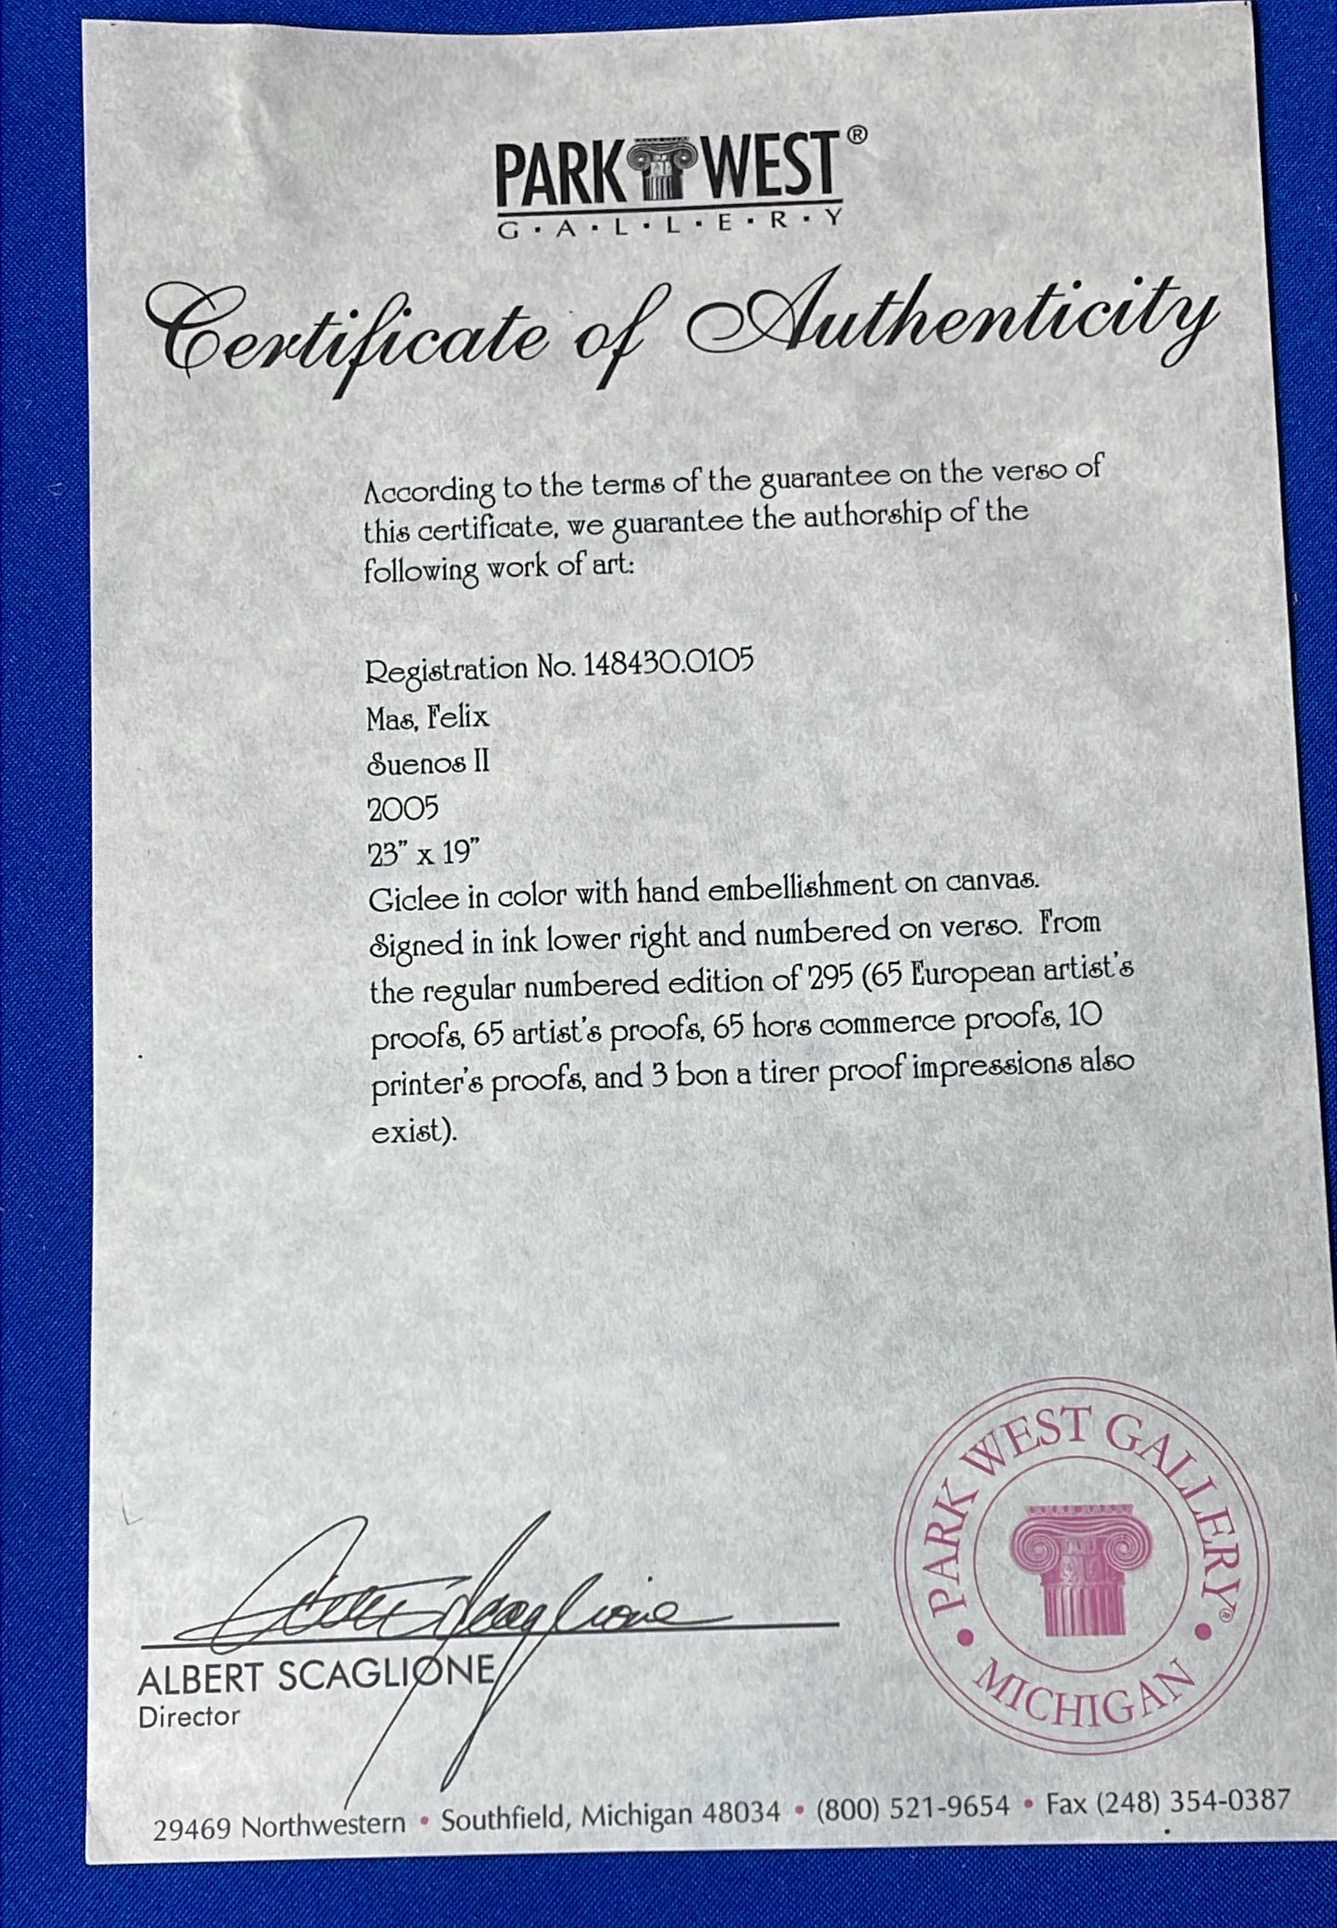 PARK WEST®
G·A·L·L·E·R·Y
Certificate of Authenticity
According to the terms of the guarantee on the verso of
this certificate, we guarantee the authorship of the
following work of art:
Registration No. 148430.0105
Mas, Felix
Suenos II
2005
23” x 19”
Giclee in color with hand embellishment on canvas.
Signed in ink lower right and numbered on verso. From
the regular numbered edition of 295 (65 European artist's
proofs, 65 artist's proofs, 65 hors commerce proofs, 10
printer's proofs, and 3 bon a tirer proof impressions also
exist).
PARK WEST GALLERY®
• MICHIGAN •
Albert Scaglione
ALBERT SCAGLIONE
Director
29469 Northwestern • Southfield, Michigan 48034 • (800) 521-9654 • Fax (248) 354-0387